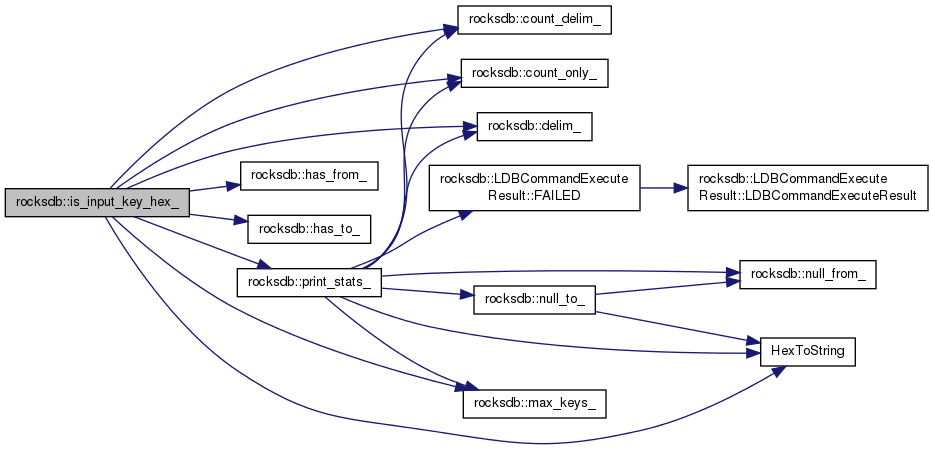 rocksdb::count_delim_
rocksdb::count_only_
rocksdb::delim_
rocksdb::has_from_
rocksdb::LDBCommandExecute
Result::FAILED
rocksdb::LDBCommandExecute
Result::LDBCommandExecuteResult
rocksdb::is_input_key_hex_
rocksdb::has_to_
rocksdb::print_stats_
rocksdb::null_from_
rocksdb::null_to_
HexToString
rocksdb::max_keys_